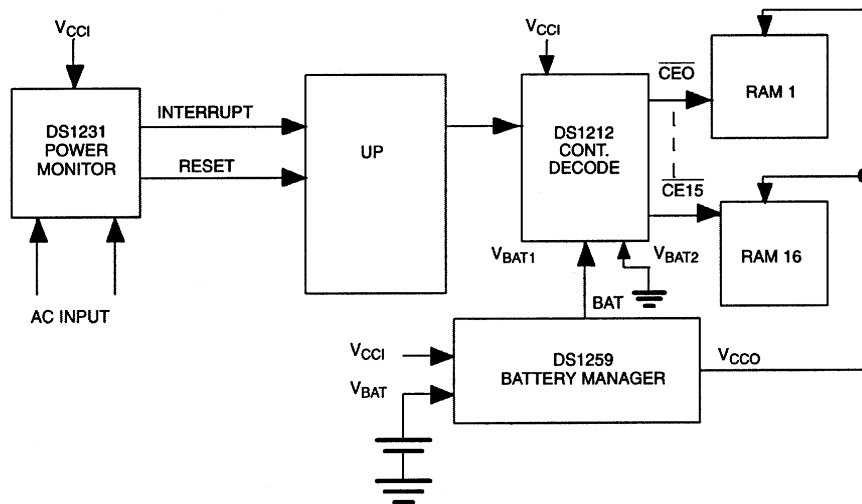 VCCI
DS1231
POWER
MONITOR
INTERRUPT
RESET
AC INPUT
UP
VCCI
DS1212
CONT.
DECODE
CEO
CE15
RAM 1
RAM 16
VBAT1
VBAT2
BAT
VCCI
VBAT
DS1259
BATTERY MANAGER
VCCO